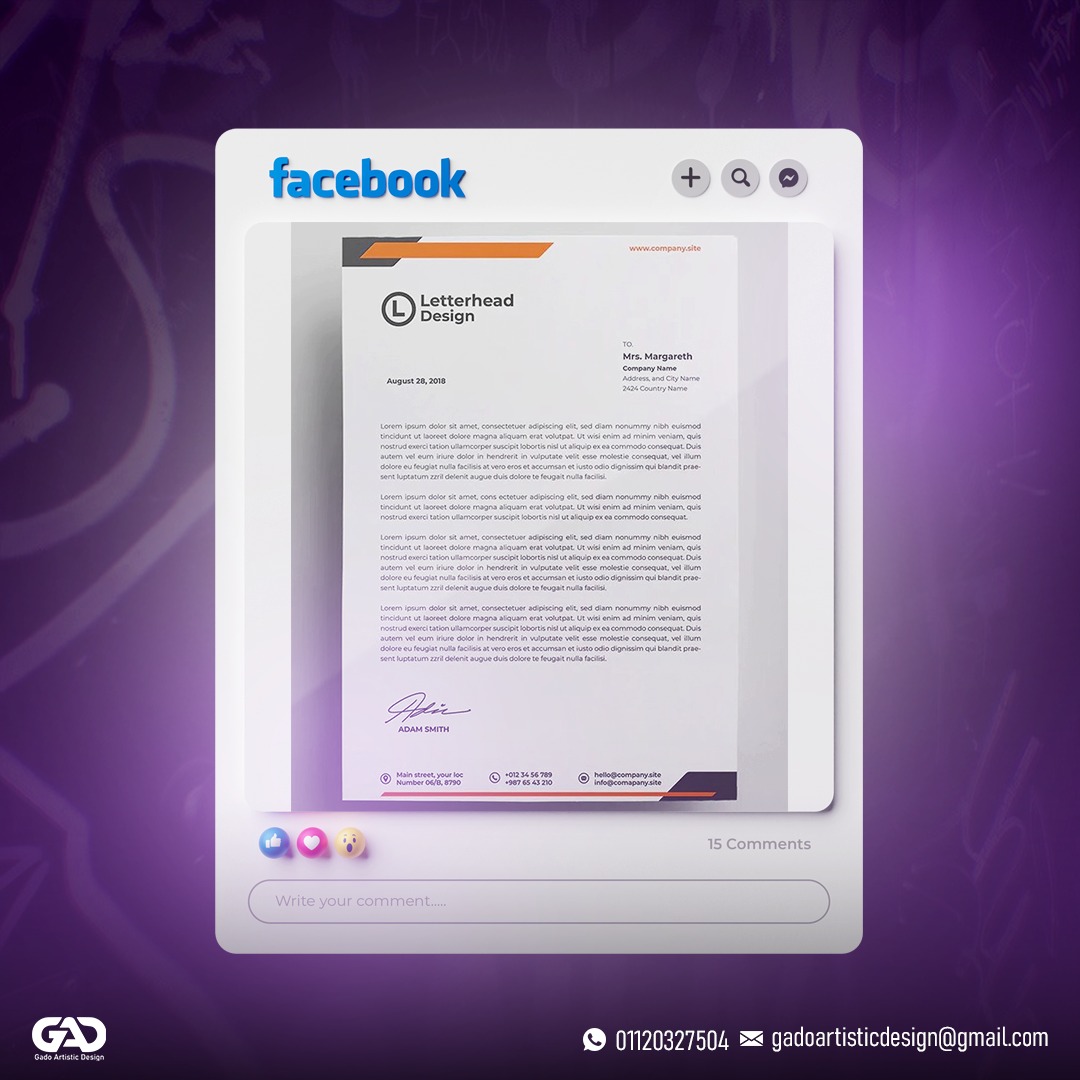 facebook
www.company.site
L
Letterhead
Design
TO.
Mrs. Margareth
Company Name
Address, and City Name
2424 Country Name
August 28, 2018
Lorem ipsum dolor sit amet, consectetuer adipiscing elit, sed diam nonummy nibh euismod
tincidunt ut laoreet dolore magna aliquam erat volutpat. Ut wisi enim ad minim veniam, quis
nostrud exerci tation ullamcorper suscipit lobortis nisl ut aliquip ex ea commodo consequat. Duis
autem vel eum iriure dolor in hendrerit in vulputate velit esse molestie consequat, vel illum
dolore eu feugiat nulla facilisis at vero eros et accumsan et iusto odio dignissim qui blandit prae-
sent luptatum zzril delenit augue duis dolore te feugait nulla facilisi.
Lorem ipsum dolor sit amet, cons ectetuer adipiscing elit, sed diam nonummy nibh euismod
tincidunt ut laoreet dolore magna aliquam erat volutpat. Ut wisi enim ad minim veniam, quis
nostrud exerci tation ullamcorper suscipit lobortis nisl ut aliquip ex ea commodo consequat.
Lorem ipsum dolor sit amet, consectetuer adipiscing elit, sed diam nonummy nibh euismod
tincidunt ut laoreet dolore magna aliquam erat volutpat. Ut wisi enim ad minim veniam, quis
nostrud exerci tation ullamcorper suscipit lobortis nisl ut aliquip ex ea commodo consequat. Duis
autem vel eum iriure dolor in hendrerit in vulputate velit esse molestie consequat, vel illum
dolore eu feugiat nulla facilisis at vero eros et accumsan et iusto odio dignissim qui blandit prae-
sent luptatum zzril delenit augue duis dolore te feugait nulla facilisi.
Lorem ipsum dolor sit amet, consectetuer adipiscing elit, sed diam nonummy nibh euismod
tincidunt ut laoreet dolore magna aliquam erat volutpat. Ut wisi enim ad minim veniam, quis
nostrud exerci tation ullamcorper suscipit lobortis nisl ut aliquip ex ea commodo consequat. Duis
autem vel eum iriure dolor in hendrerit in vulputate velit esse molestie consequat, vel illum
dolore eu feugiat nulla facilisis at vero eros et accumsan et iusto odio dignissim qui blandit prae-
sent luptatum zzril delenit augue duis dolore te feugait nulla facilisi.
ADAM SMITH
Main street, your loc
Number 06/B, 8790
+012 34 56 789
+987 65 43 210
hello@company.site
info@comapany.site
15 Comments
Write your comment.....
GAD
Gado Artistic Design
01120327504
gadoartisticdesign@gmail.com